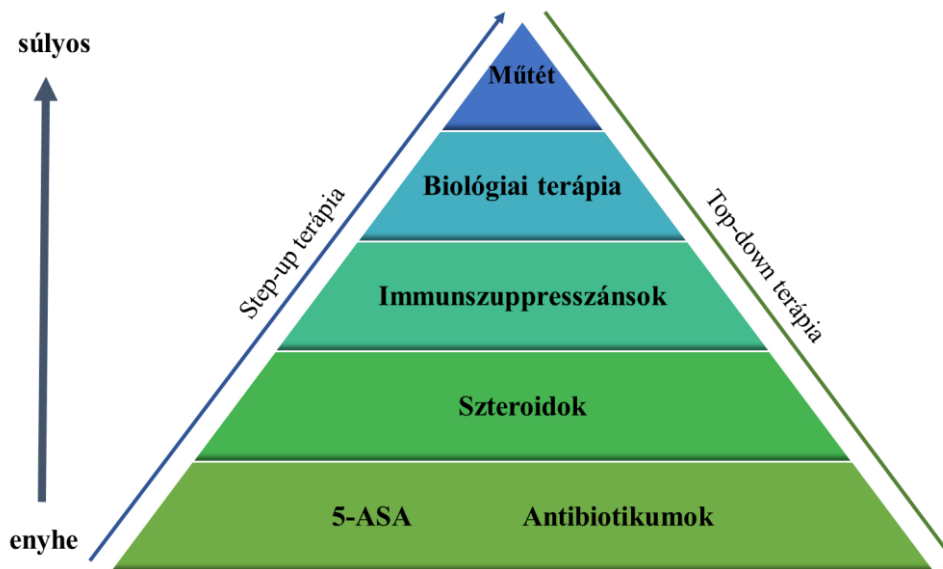 súlyos
Műtét
Biológiai terápia
Step-up terápia
Top-down terápia
Immunszuppresszánsok
Szteroidok
5-ASA Antibiotikumok
enyhe